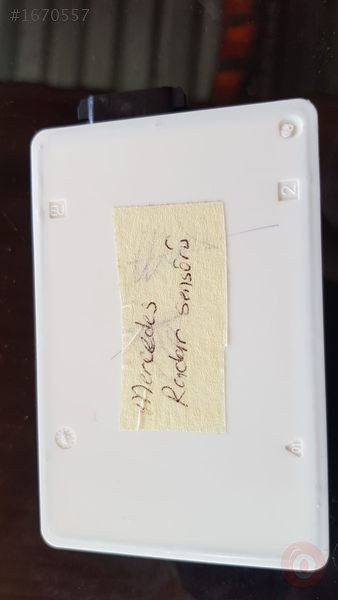 #1670557
Mercedes
Radar sensörü
2